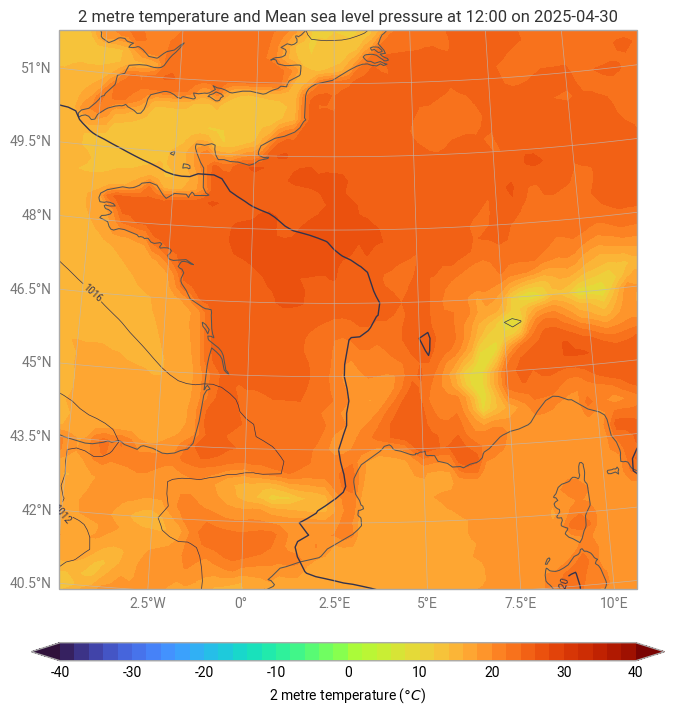 2 metre temperature and Mean sea level pressure at 12:00 on 2025-04-30
51°N
49.5°N
48°N
46.5°N
1016
45°N
43.5°N
42°N
1012
40.5°N
20
2.5°W 0° 2.5°E 5°E 7.5°E 10°E
-40 -30 -20 -10 0 10 20 30 40
2 metre temperature (°C)